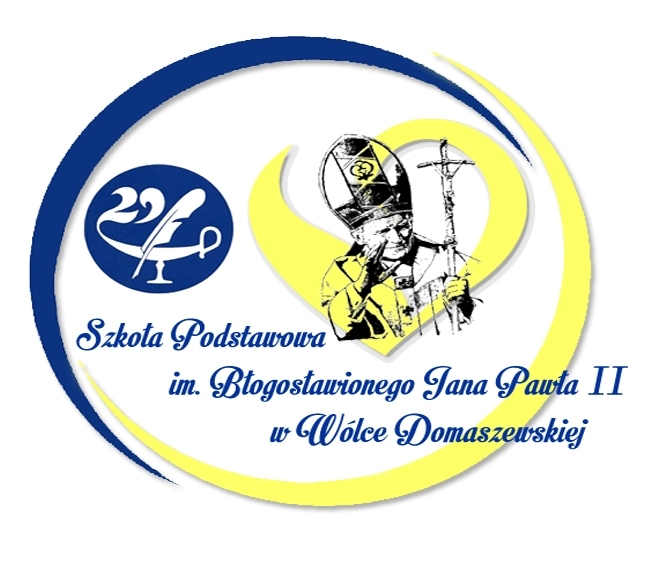 Szkoła Podstawowa
im. Błogosławionego Jana Pawła II
w Wólce Domaszewskiej